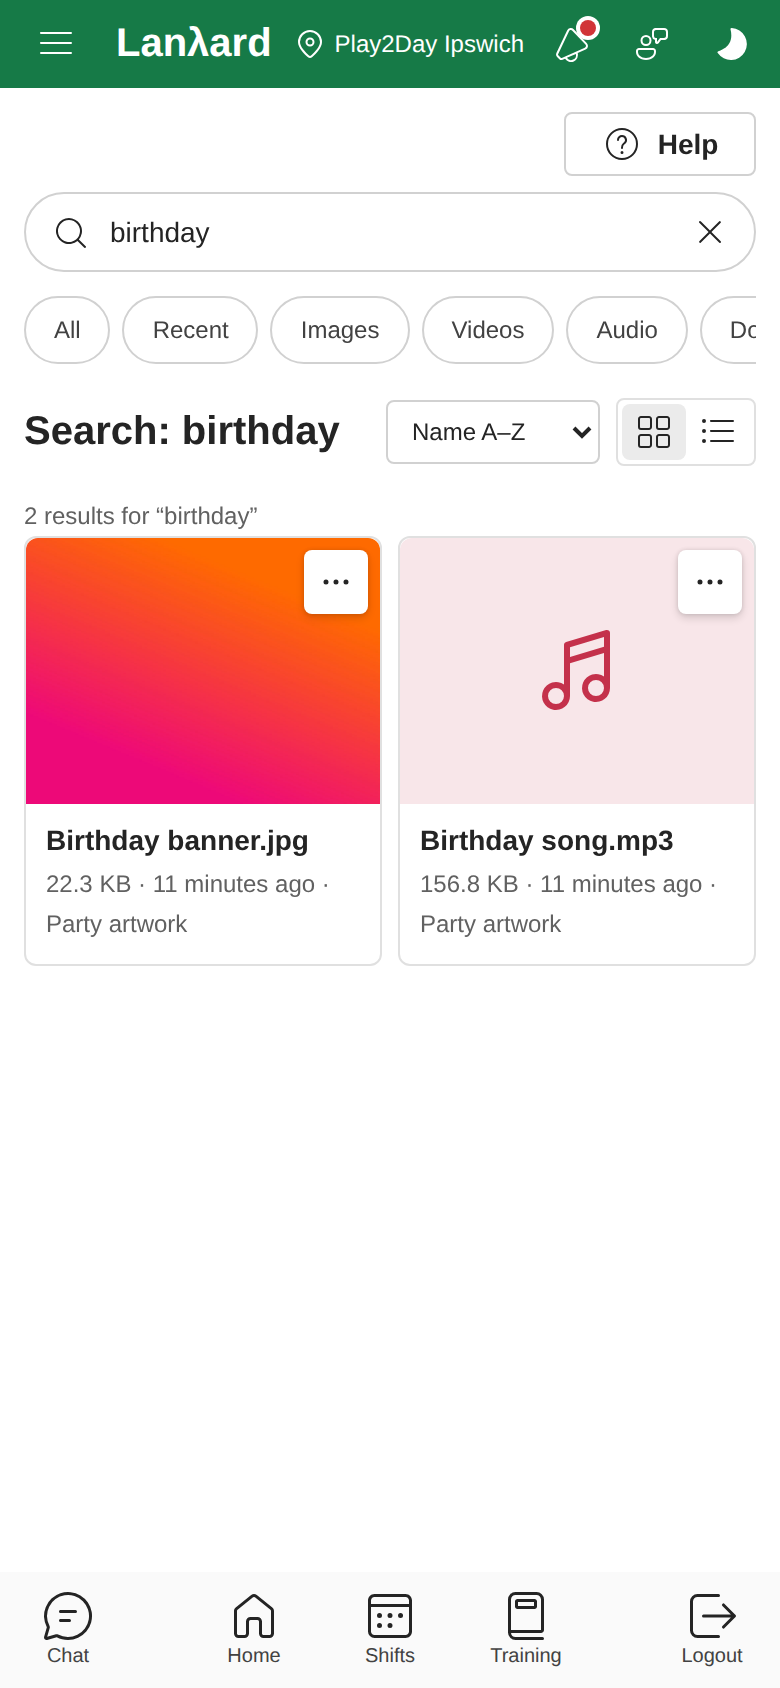 Lanλard
Play2Day Ipswich
Help
birthday
All
Recent
Images
Videos
Audio
Do
Search: birthday
Name A–Z
2 results for “birthday”
Birthday banner.jpg
22.3 KB · 11 minutes ago ·
Party artwork
Birthday song.mp3
156.8 KB · 11 minutes ago ·
Party artwork
Chat
Home
Shifts
Training
Logout